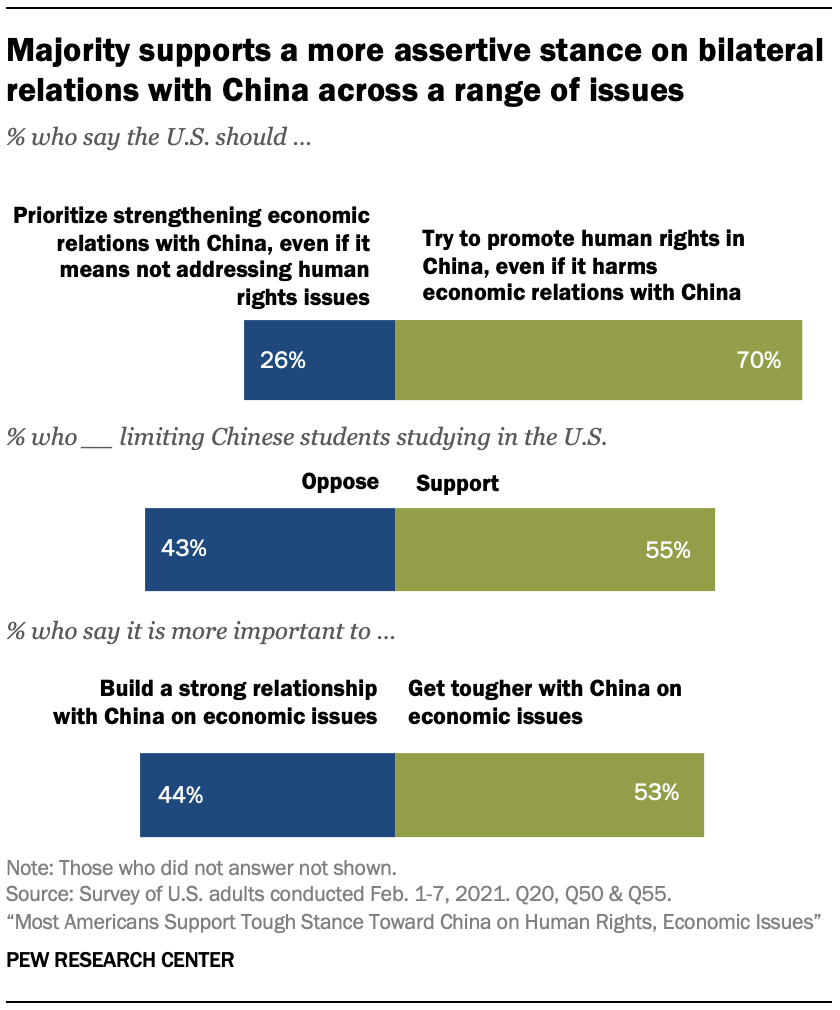 Majority supports a more assertive stance on bilateral
relations with China across a range of issues
% who say the U.S. should ...
Prioritize strengthening economic
relations with China, even if it
means not addressing human
rights issues
Try to promote human rights in
China, even if it harms
economic relations with China
26%
70%
% who __ limiting Chinese students studying in the U.S.
Oppose
Support
43%
55%
% who say it is more important to ...
Build a strong relationship
with China on economic issues
Get tougher with China on
economic issues
44%
53%
Note: Those who did not answer not shown.
Source: Survey of U.S. adults conducted Feb. 1-7, 2021. Q20, Q50 & Q55.
“Most Americans Support Tough Stance Toward China on Human Rights, Economic Issues”
PEW RESEARCH CENTER